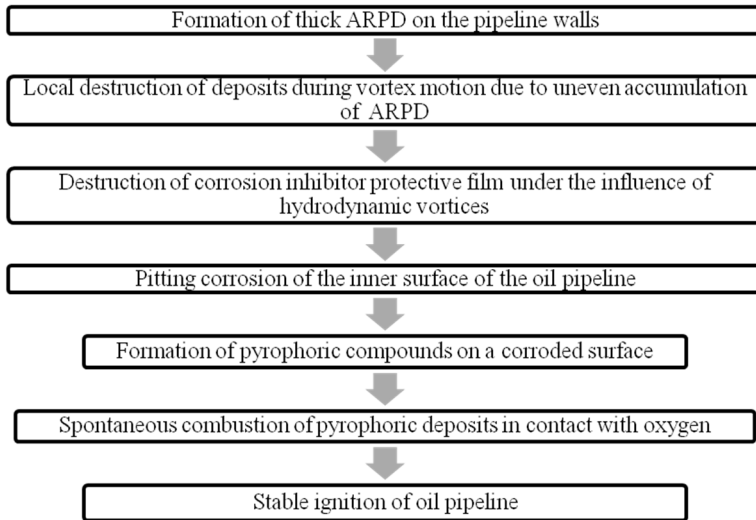 Formation of thick ARPD on the pipeline walls
Local destruction of deposits during vortex motion due to uneven accumulation
of ARPD
Destruction of corrosion inhibitor protective film under the influence of
hydrodynamic vortices
Pitting corrosion of the inner surface of the oil pipeline
Formation of pyrophoric compounds on a corroded surface
Spontaneous combustion of pyrophoric deposits in contact with oxygen
Stable ignition of oil pipeline